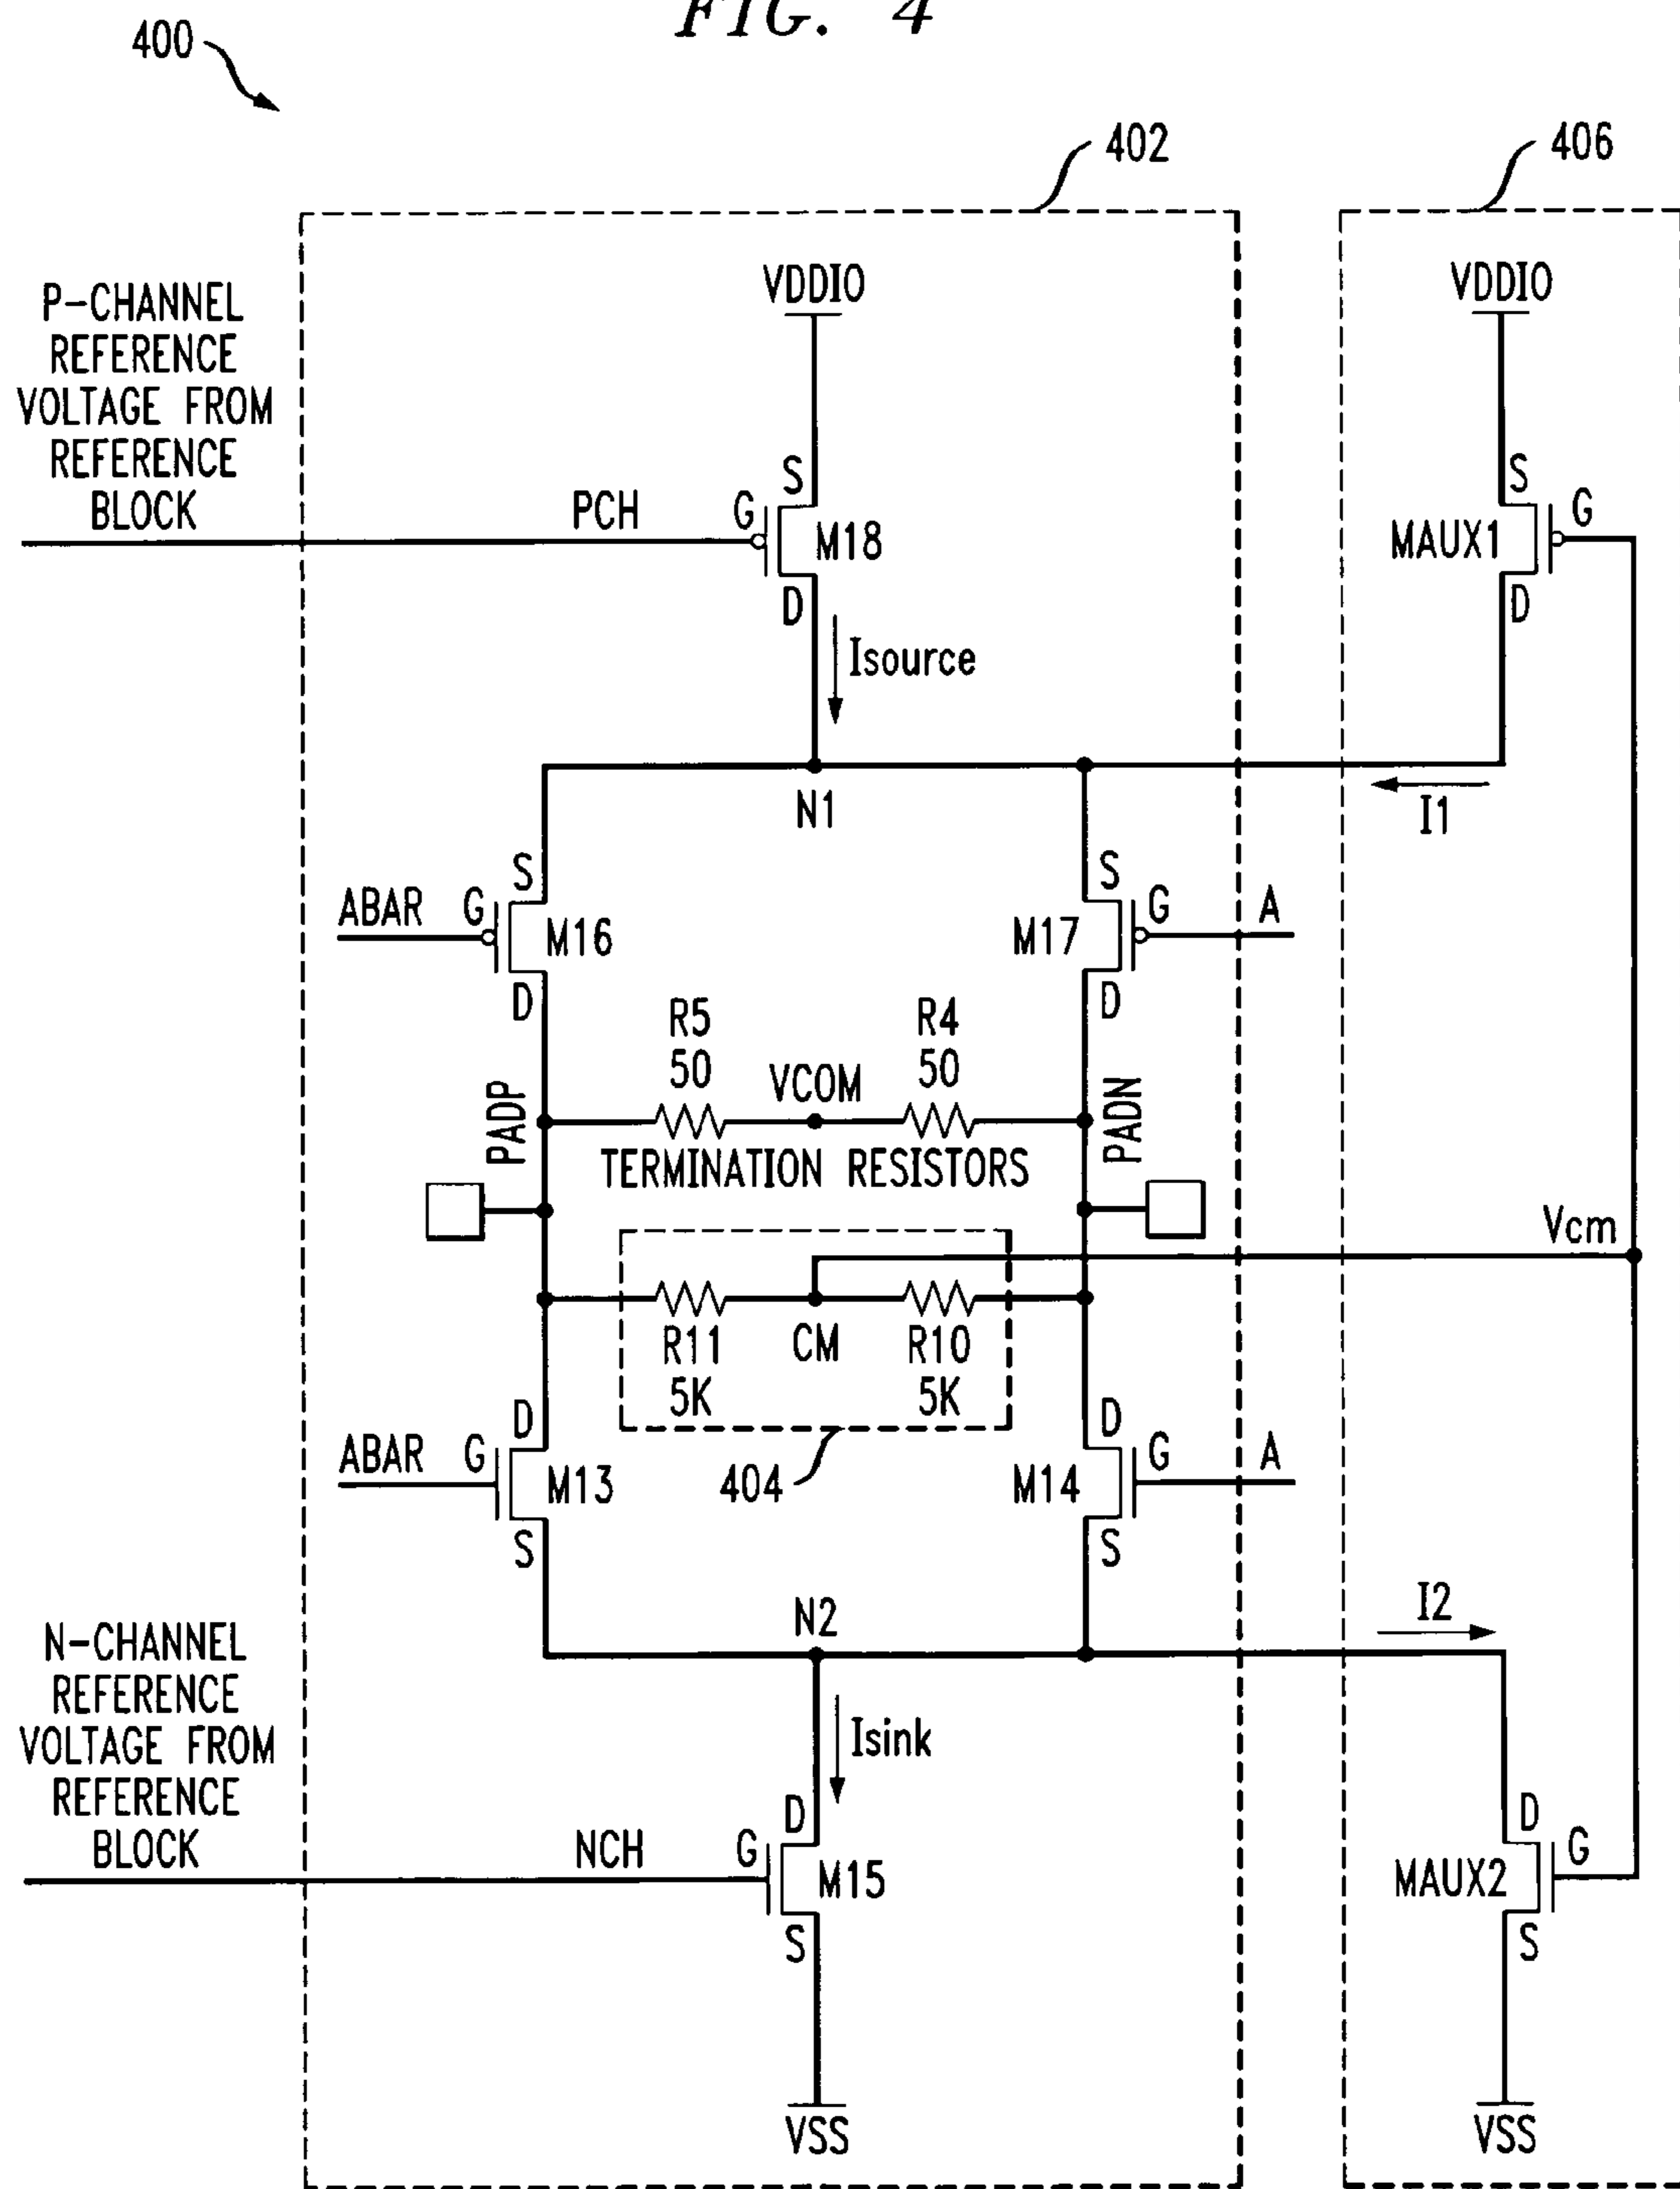 FIG. 4
400
402
406
VDDIO
VDDIO
P-CHANNEL
REFERENCE
VOLTAGE FROM
REFERENCE
BLOCK
PCH
G
S
M18
D
Isource
S
G
MAUX1
D
N1
I1
ABAR
G
S
M16
D
S
G
A
M17
D
R5
50
VCOM
R4
50
PADP
PADN
TERMINATION RESISTORS
Vcm
R11
5K
CM
R10
5K
404
ABAR
G
D
M13
S
D
G
A
M14
S
N2
I2
N-CHANNEL
REFERENCE
VOLTAGE FROM
REFERENCE
BLOCK
Isink
NCH
G
D
M15
S
D
G
MAUX2
S
VSS
VSS